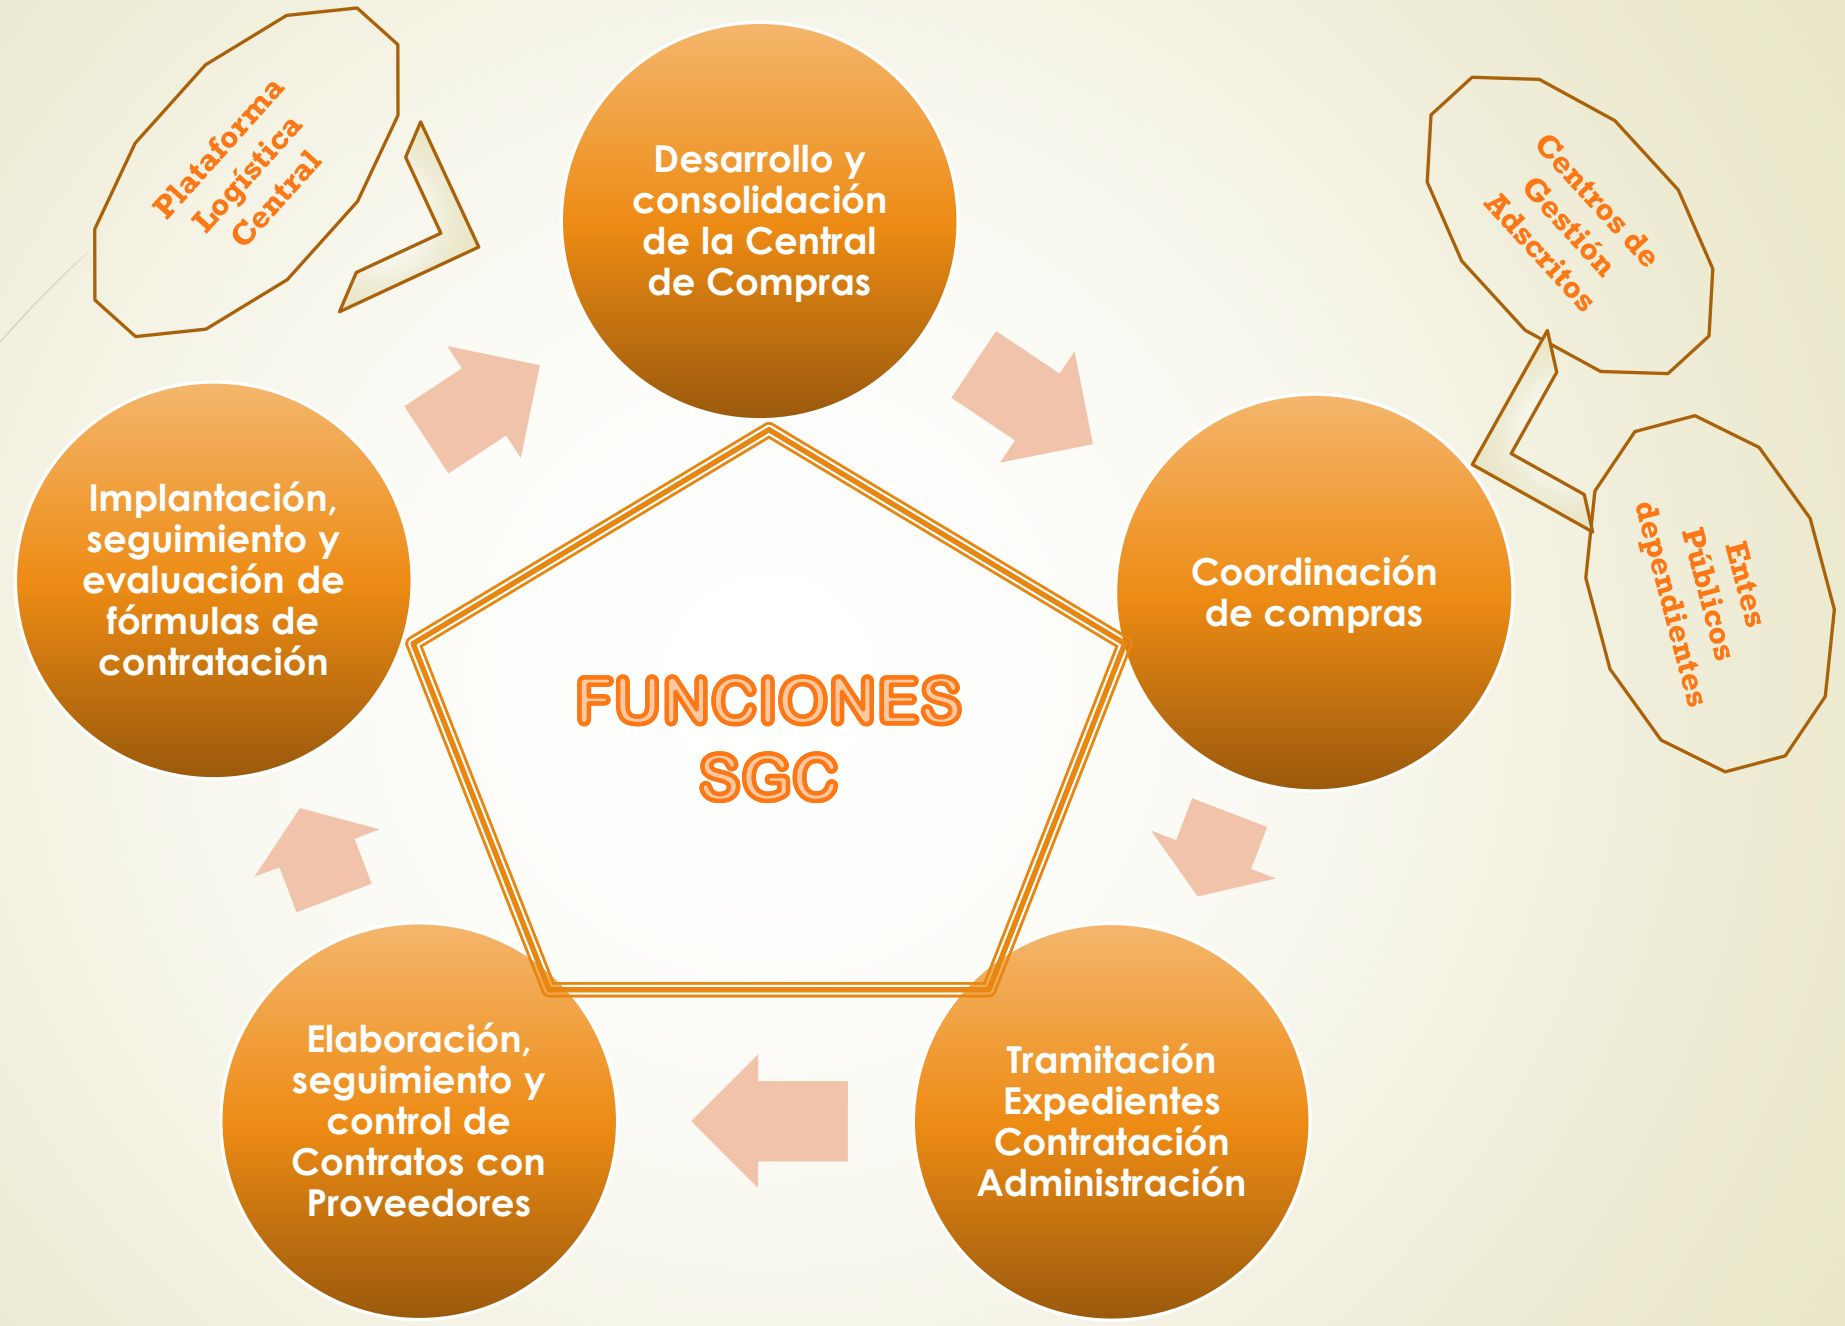 Plataforma
Logística
Central
Desarrollo y
consolidación
de la Central
de Compras
Centros de
Gestión
Adscritos
Coordinación
de compras
Entes
Públicos
dependientes
Implantación,
seguimiento y
evaluación de
fórmulas de
contratación
FUNCIONES
SGC
Elaboración,
seguimiento y
control de
Contratos con
Proveedores
Tramitación
Expedientes
Contratación
Administración